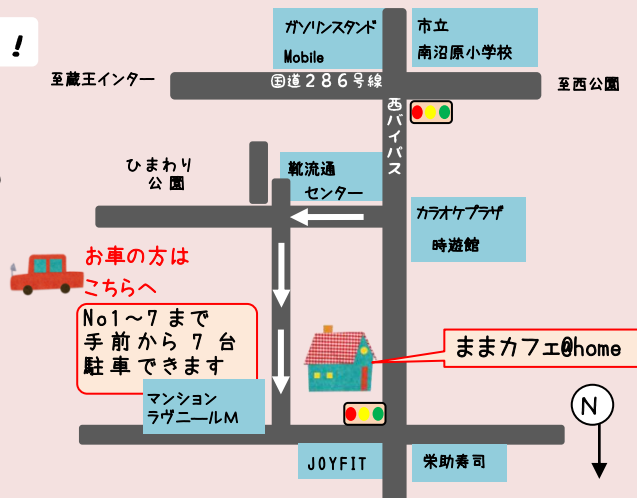 !
ガソリンスタンド
Mobile
市立
南沼原小学校
至蔵王インター
国道286号線
至西公園
西バイパス
ひまわり
公園
靴流通
センター
カラオケプラザ
時遊館
お車の方は
こちらへ
No1～7まで
手前から 7 台
駐車できます
ままカフェ@home
マンション
ラヴニールM
N
JOYFIT
栄助寿司